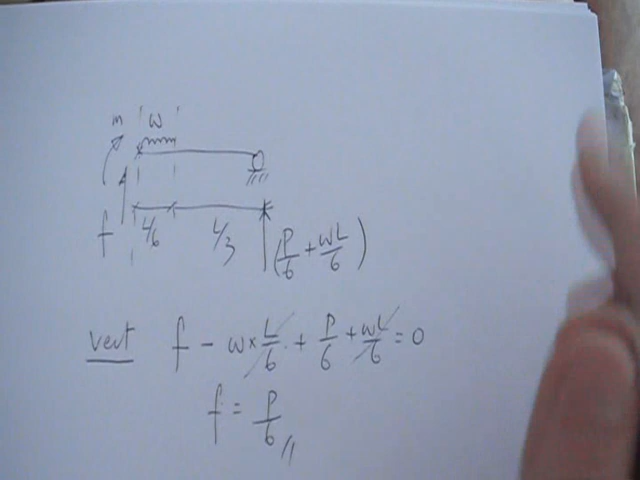 m 'w'
f L/6 L/3 (P/6 + wL/6)
vert f - w × L/6 + P/6 + wL/6 = 0
f = P/6 //